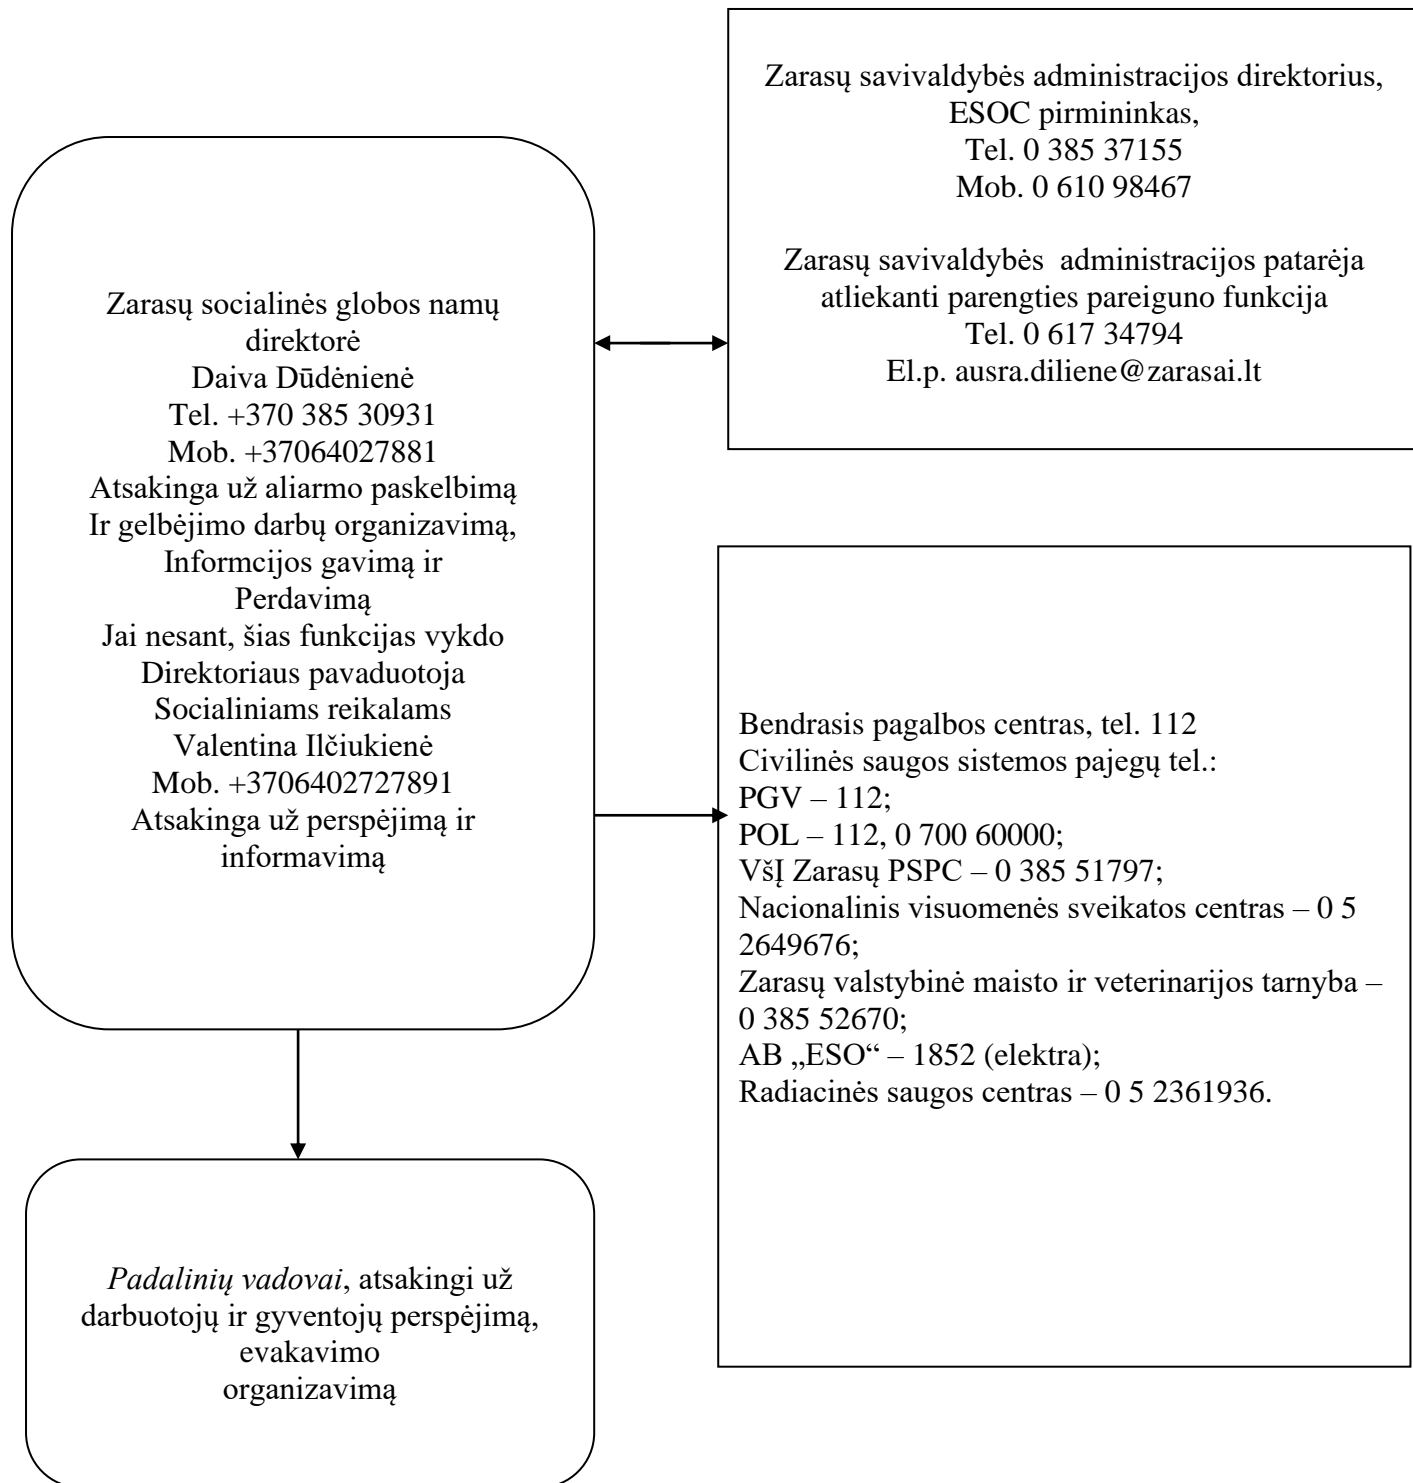 Zarasų savivaldybės administracijos direktorius,
ESOC pirmininkas,
Tel. 0 385 37155
Mob. 0 610 98467
Zarasų savivaldybės administracijos patarėja
atliekanti parengties pareiguno funkcija
Tel. 0 617 34794
El.p. ausra.diliene@zarasai.lt
Zarasų socialinės globos namų
direktorė
Daiva Dūdėnienė
Tel. +370 385 30931
Mob. +37064027881
Atsakinga už aliarmo paskelbimą
Ir gelbėjimo darbų organizavimą,
Informcijos gavimą ir
Perdavimą
Jai nesant, šias funkcijas vykdo
Direktoriaus pavaduotoja
Socialiniams reikalams
Valentina Ilčiukienė
Mob. +3706402727891
Atsakinga už perspėjimą ir
informavimą
Bendrasis pagalbos centras, tel. 112
Civilinės saugos sistemos pajegų tel.:
PGV – 112;
POL – 112, 0 700 60000;
VšĮ Zarasų PSPC – 0 385 51797;
Nacionalinis visuomenės sveikatos centras – 0 5
2649676;
Zarasų valstybinė maisto ir veterinarijos tarnyba –
0 385 52670;
AB „ESO“ – 1852 (elektra);
Radiacinės saugos centras – 0 5 2361936.
Padalinių vadovai, atsakingi už
darbuotojų ir gyventojų perspėjimą,
evakavimo
organizavimą